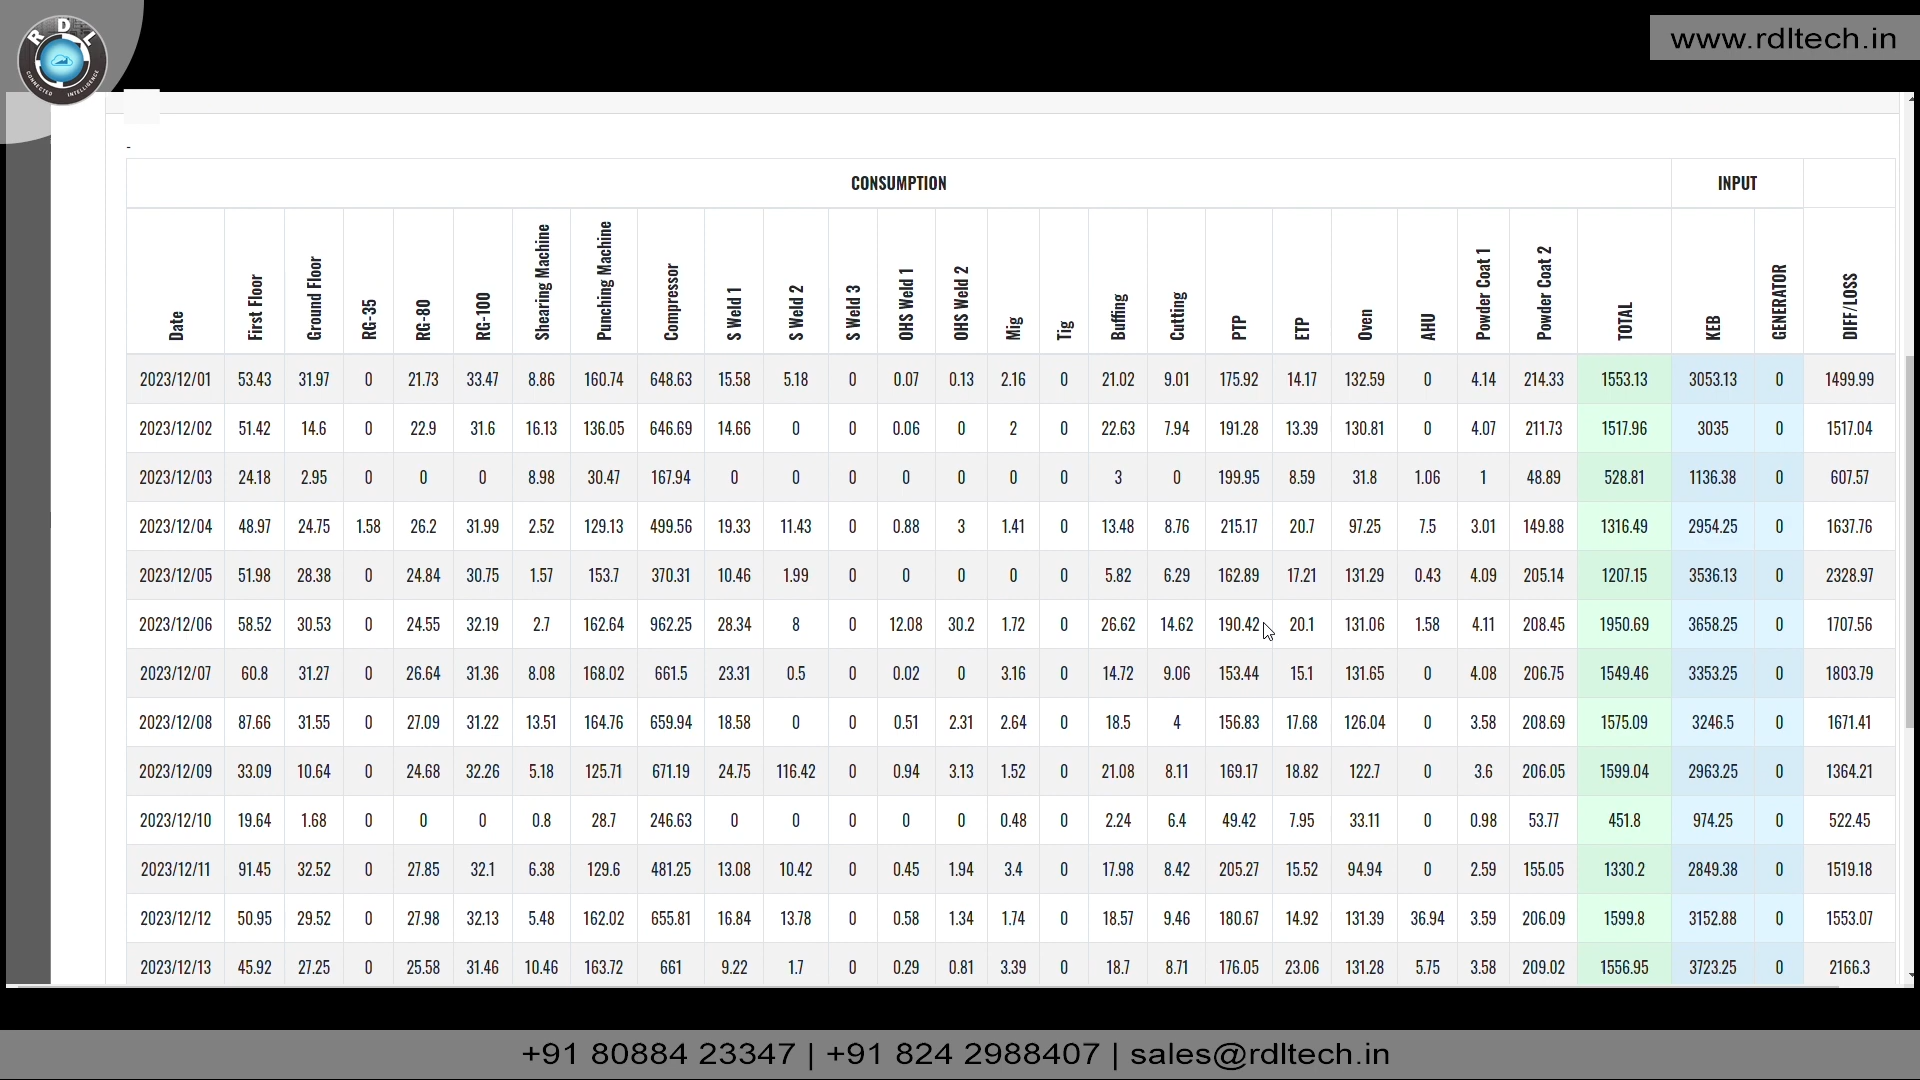 R D L
CONNECTED INTELLIGENCE
www.rdltech.in
-
CONSUMPTION INPUT
Date First Floor Ground Floor RG-35 RG-80 RG-100 Shearing Machine Punching Machine Compressor S Weld 1 S Weld 2 S Weld 3 OHS Weld 1 OHS Weld 2 Mig Tig Buffing Cutting PTP ETP Oven AHU Powder Coat 1 Powder Coat 2 TOTAL KEB GENERATOR DIFF/LOSS
2023/12/01 53.43 31.97 0 21.73 33.47 8.86 160.74 648.63 15.58 5.18 0 0.07 0.13 2.16 0 21.02 9.01 175.92 14.17 132.59 0 4.14 214.33 1553.13 3053.13 0 1499.99
2023/12/02 51.42 14.6 0 22.9 31.6 16.13 136.05 646.69 14.66 0 0 0.06 0 2 0 22.63 7.94 191.28 13.39 130.81 0 4.07 211.73 1517.96 3035 0 1517.04
2023/12/03 24.18 2.95 0 0 0 8.98 30.47 167.94 0 0 0 0 0 0 0 3 0 199.95 8.59 31.8 1.06 1 48.89 528.81 1136.38 0 607.57
2023/12/04 48.97 24.75 1.58 26.2 31.99 2.52 129.13 499.56 19.33 11.43 0 0.88 3 1.41 0 13.48 8.76 215.17 20.7 97.25 7.5 3.01 149.88 1316.49 2954.25 0 1637.76
2023/12/05 51.98 28.38 0 24.84 30.75 1.57 153.7 370.31 10.46 1.99 0 0 0 0 0 5.82 6.29 162.89 17.21 131.29 0.43 4.09 205.14 1207.15 3536.13 0 2328.97
2023/12/06 58.52 30.53 0 24.55 32.19 2.7 162.64 962.25 28.34 8 0 12.08 30.2 1.72 0 26.62 14.62 190.42 20.1 131.06 1.58 4.11 208.45 1950.69 3658.25 0 1707.56
2023/12/07 60.8 31.27 0 26.64 31.36 8.08 168.02 661.5 23.31 0.5 0 0.02 0 3.16 0 14.72 9.06 153.44 15.1 131.65 0 4.08 206.75 1549.46 3353.25 0 1803.79
2023/12/08 87.66 31.55 0 27.09 31.22 13.51 164.76 659.94 18.58 0 0 0.51 2.31 2.64 0 18.5 4 156.83 17.68 126.04 0 3.58 208.69 1575.09 3246.5 0 1671.41
2023/12/09 33.09 10.64 0 24.68 32.26 5.18 125.71 671.19 24.75 116.42 0 0.94 3.13 1.52 0 21.08 8.11 169.17 18.82 122.7 0 3.6 206.05 1599.04 2963.25 0 1364.21
2023/12/10 19.64 1.68 0 0 0 0.8 28.7 246.63 0 0 0 0 0 0.48 0 2.24 6.4 49.42 7.95 33.11 0 0.98 53.77 451.8 974.25 0 522.45
2023/12/11 91.45 32.52 0 27.85 32.1 6.38 129.6 481.25 13.08 10.42 0 0.45 1.94 3.4 0 17.98 8.42 205.27 15.52 94.94 0 2.59 155.05 1330.2 2849.38 0 1519.18
2023/12/12 50.95 29.52 0 27.98 32.13 5.48 162.02 655.81 16.84 13.78 0 0.58 1.34 1.74 0 18.57 9.46 180.67 14.92 131.39 36.94 3.59 206.09 1599.8 3152.88 0 1553.07
2023/12/13 45.92 27.25 0 25.58 31.46 10.46 163.72 661 9.22 1.7 0 0.29 0.81 3.39 0 18.7 8.71 176.05 23.06 131.28 5.75 3.58 209.02 1556.95 3723.25 0 2166.3
+91 80884 23347 | +91 824 2988407 | sales@rdltech.in